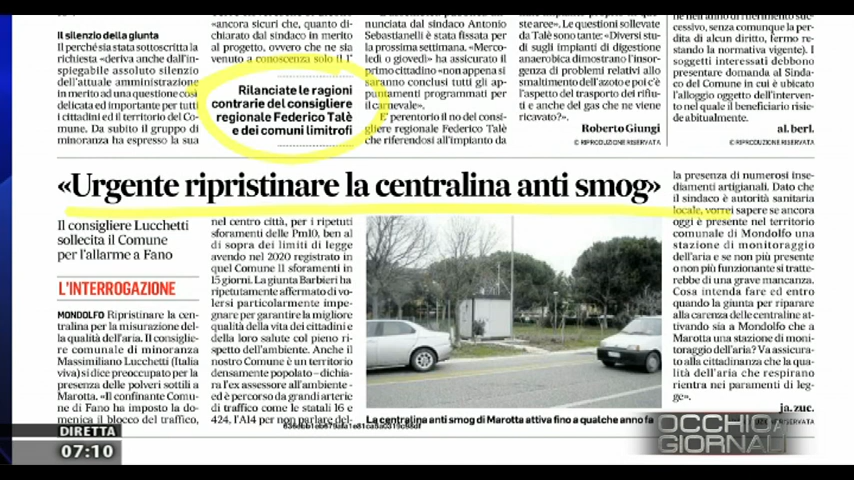 Il silenzio della giunta
Il perché sia stata sottoscritta la
richiesta «deriva anche dall'in-
spiegabile assoluto silenzio
dell'attuale amministrazione
in merito ad una questione così
delicata ed importante per tutti
i cittadini ed il territorio del Co-
mune. Da subito il gruppo di
minoranza ha espresso la sua
«ancora sicuri che, quanto di-
chiarato dal sindaco in merito
al progetto, ovvero che ne sia
venuto a conoscenza solo il 1°
Rilanciate le ragioni
contrarie del consigliere
regionale Federico Talè
e dei comuni limitrofi
nunciata dal sindaco Antonio
Sebastianelli è stata fissata per
la prossima settimana. «Mercole-
dì o giovedì» ha assicurato il
primo cittadino «non appena si
saranno conclusi tutti gli ap-
puntamenti programmati per
il carnevale».
E' perentorio il no del consi-
gliere regionale Federico Talè
che riferendosi all'impianto da
ste aree». Le questioni sollevate
da Talè sono tante: «Diversi stu-
di sugli impianti di digestione
anaerobica dimostrano l'insor-
genza di problemi relativi allo
smaltimento dell'azoto e poi c'è
l'aspetto del trasporto dei rifiu-
ti e anche del gas che ne viene
ricavato?».
Roberto Giungi
© RIPRODUZIONE RISERVATA
cessivo, senza comunque la per-
dita di alcun diritto, fermo re-
stando la normativa vigente). I
soggetti interessati dobbono
presentare domanda al Sinda-
co del Comune in cui è ubicato
l'alloggio oggetto dell'interven-
to nel quale il beneficiario risie-
de abitualmente.
al. berl.
© RIPRODUZIONE RISERVATA
«Urgente ripristinare la centralina anti smog»
Il consigliere Lucchetti
sollecita il Comune
per l'allarme a Fano
L'INTERROGAZIONE
MONDOLFO Ripristinare la cen-
tralina per la misurazione del-
la qualità dell'aria. Il consiglie-
re comunale di minoranza
Massimiliano Lucchetti (Italia
viva) si dice preoccupato per la
presenza delle polveri sottili a
Marotta. «Il confinante Comu-
ne di Fano ha imposto la do-
menica il blocco del traffico,
nel centro città, per i ripetuti
sforamenti delle Pm10, ben al
di sopra dei limiti di legge
avendo nel 2020 registrato in
quel Comune 11 sforamenti in
15 giorni. La giunta Barbieri ha
ripetutamente affermato di vo-
lersi particolarmente impe-
gnare per garantire la migliore
qualità della vita dei cittadini e
della loro salute col pieno ri-
spetto dell'ambiente. Anche il
nostro Comune è un territorio
densamente popolato - dichia-
ra l'ex assessore all'ambiente -
ed è percorso da grandi arterie
di traffico come le statali 16 e
424, l'A14 per non parlare del-
La centralina anti smog di Marotta attiva fino a qualche anno fa
la presenza di numerosi inse-
diamenti artigianali. Dato che
il sindaco è autorità sanitaria
locale, vorrei sapere se ancora
oggi è presente nel territorio
comunale di Mondolfo una
stazione di monitoraggio
dell'aria e se non più presente
o non più funzionante si tratte-
rebbe di una grave mancanza.
Cosa intenda fare ed entro
quando la giunta per riparare
alla carenza delle centraline at-
tivando sia a Mondolfo che a
Marotta una stazione di moni-
toraggio dell'aria? Va assicura-
to alla cittadinanza che la qua-
lità dell'aria che respirano
rientra nei paramenti di leg-
ge».
ja. zuc.
DIRETTA
07:10
OCCHIO
GIORNALI